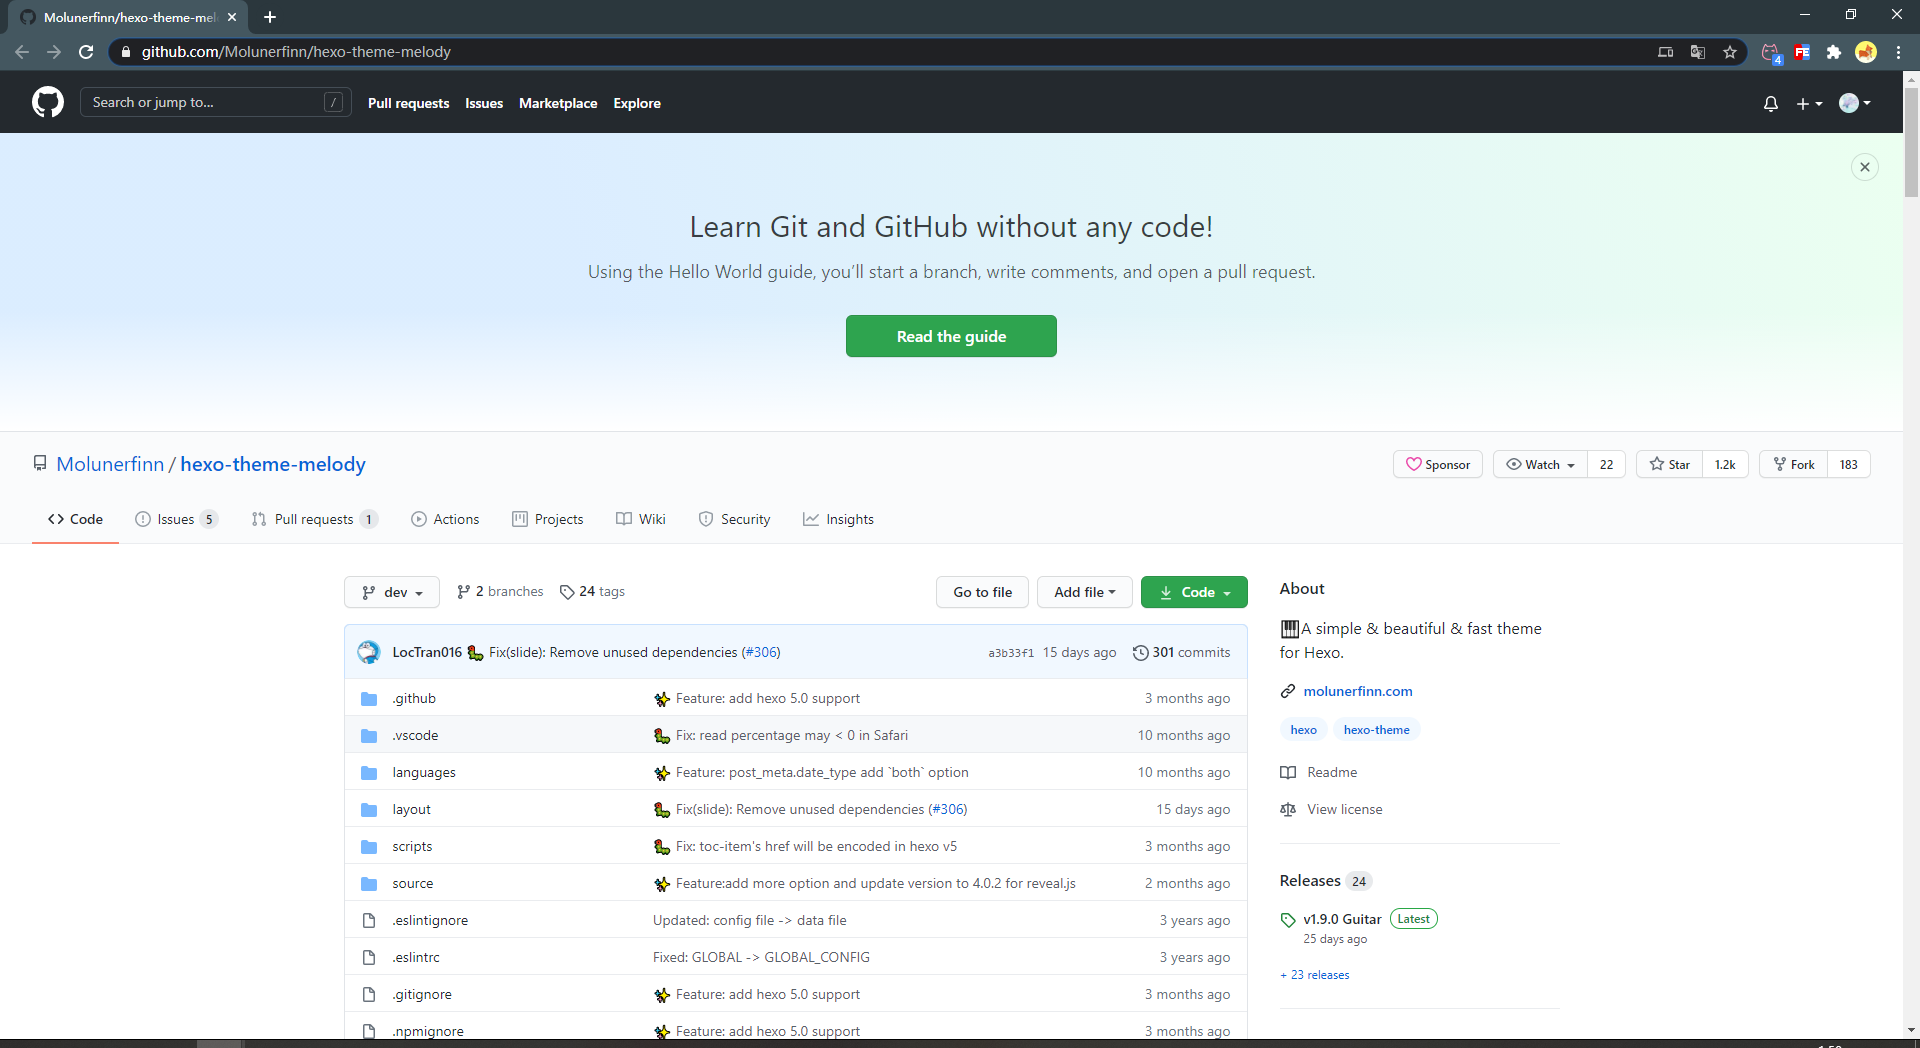 Molunerfinn/hexo-theme-mel
github.com/Molunerfinn/hexo-theme-melody
4
FE
Search or jump to...
/
Pull requests
Issues
Marketplace
Explore
Learn Git and GitHub without any code!
Using the Hello World guide, you’ll start a branch, write comments, and open a pull request.
Read the guide
Molunerfinn / hexo-theme-melody
Sponsor
Watch 22
Star 1.2k
Fork 183
Code
Issues 5
Pull requests 1
Actions
Projects
Wiki
Security
Insights
dev
2 branches
24 tags
Go to file
Add file
Code
LocTran016 Fix(slide): Remove unused dependencies (#306) a3b33f1 15 days ago 301 commits
.github Feature: add hexo 5.0 support 3 months ago
.vscode Fix: read percentage may < 0 in Safari 10 months ago
languages Feature: post_meta.date_type add `both` option 10 months ago
layout Fix(slide): Remove unused dependencies (#306) 15 days ago
scripts Fix: toc-item's href will be encoded in hexo v5 3 months ago
source Feature:add more option and update version to 4.0.2 for reveal.js 2 months ago
.eslintignore Updated: config file -> data file 3 years ago
.eslintrc Fixed: GLOBAL -> GLOBAL_CONFIG 3 years ago
.gitignore Feature: add hexo 5.0 support 3 months ago
.npmignore Feature: add hexo 5.0 support 3 months ago
About
A simple & beautiful & fast theme
for Hexo.
molunerfinn.com
hexo
hexo-theme
Readme
View license
Releases 24
v1.9.0 Guitar Latest
25 days ago
+ 23 releases